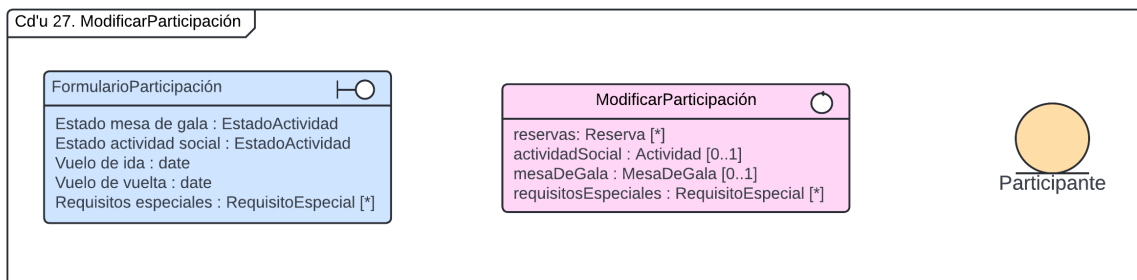 Cd'u 27. ModificarParticipación
FormularioParticipación
Estado mesa de gala : EstadoActividad
Estado actividad social : EstadoActividad
Vuelo de ida : date
Vuelo de vuelta : date
Requisitos especiales : RequisitoEspecial [*]
ModificarParticipación
reservas: Reserva [*]
actividadSocial : Actividad [0..1]
mesaDeGala : MesaDeGala [0..1]
requisitosEspeciales : RequisitoEspecial [*]
Participante